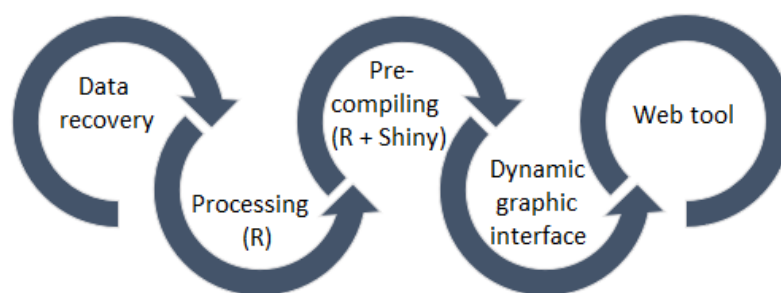 Data
recovery
Processing
(R)
Pre-
compiling
(R + Shiny)
Dynamic
graphic
interface
Web tool